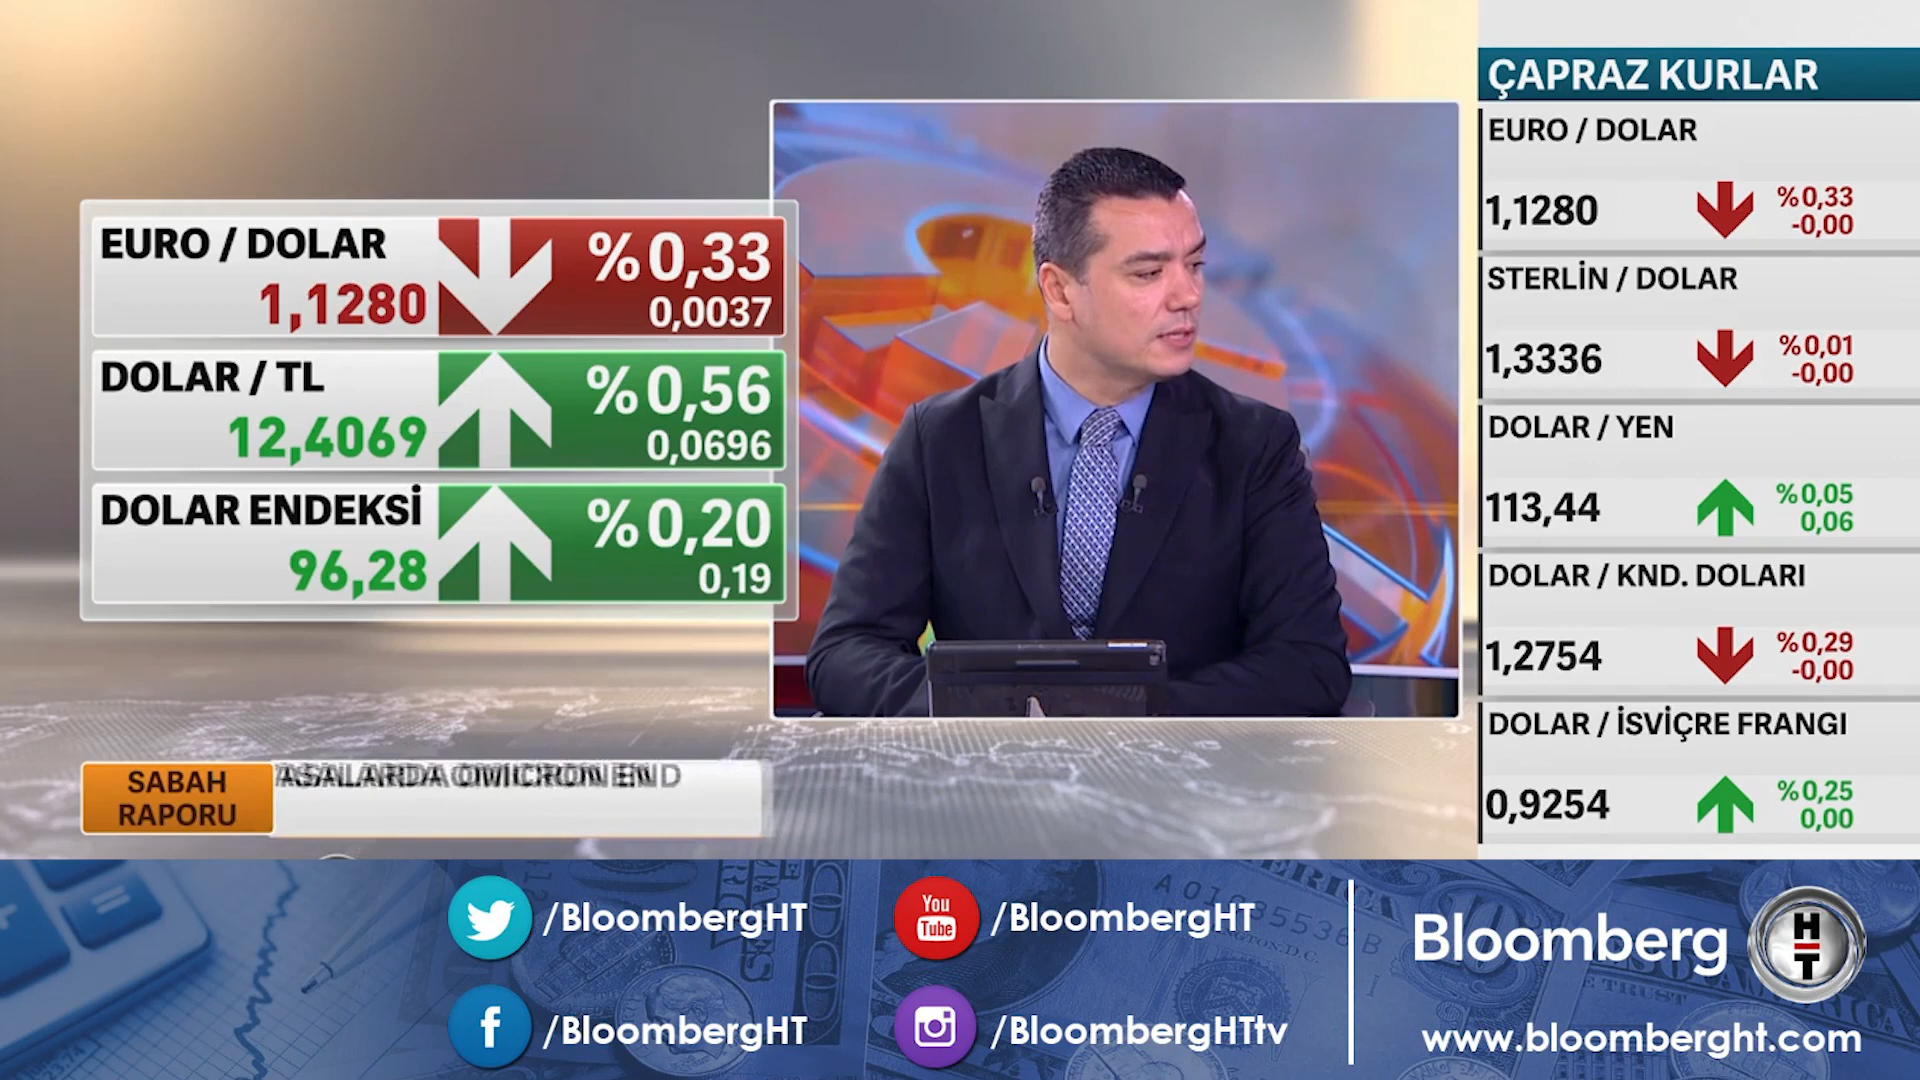 EURO / DOLAR
1,1280
%0,33
0,0037
DOLAR / TL
12,4069
%0,56
0,0696
DOLAR ENDEKSİ
96,28
%0,20
0,19
SABAH
RAPORU
OMICRON
ÇAPRAZ KURLAR
EURO / DOLAR
1,1280
%0,33
-0,00
STERLİN / DOLAR
1,3336
%0,01
-0,00
DOLAR / YEN
113,44
%0,05
0,06
DOLAR / KND. DOLARI
1,2754
%0,29
-0,00
DOLAR / İSVİÇRE FRANGI
0,9254
%0,25
0,00
/BloombergHT
You
Tube
/BloombergHT
/BloombergHT
/BloombergHTtv
Bloomberg
HT
www.bloomberght.com